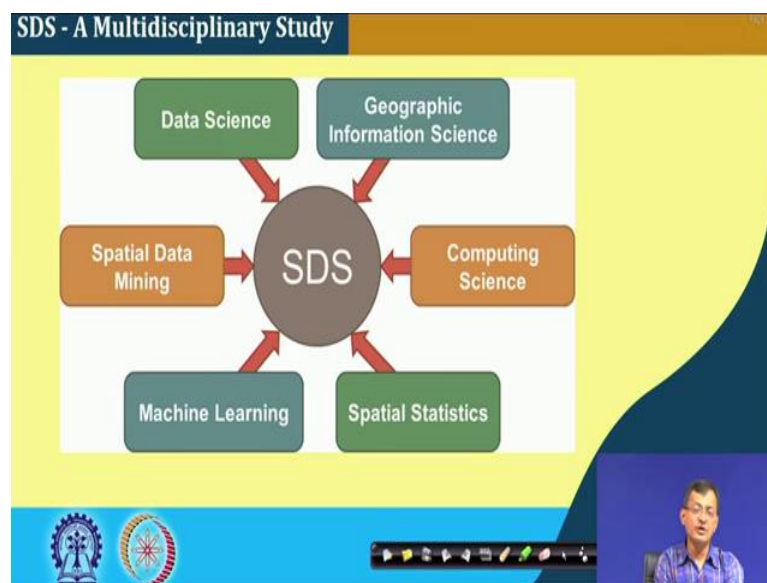 SDS - A Multidisciplinary Study
Data Science
Geographic
Information Science
Spatial Data
Mining
SDS
Computing
Science
Machine Learning
Spatial Statistics